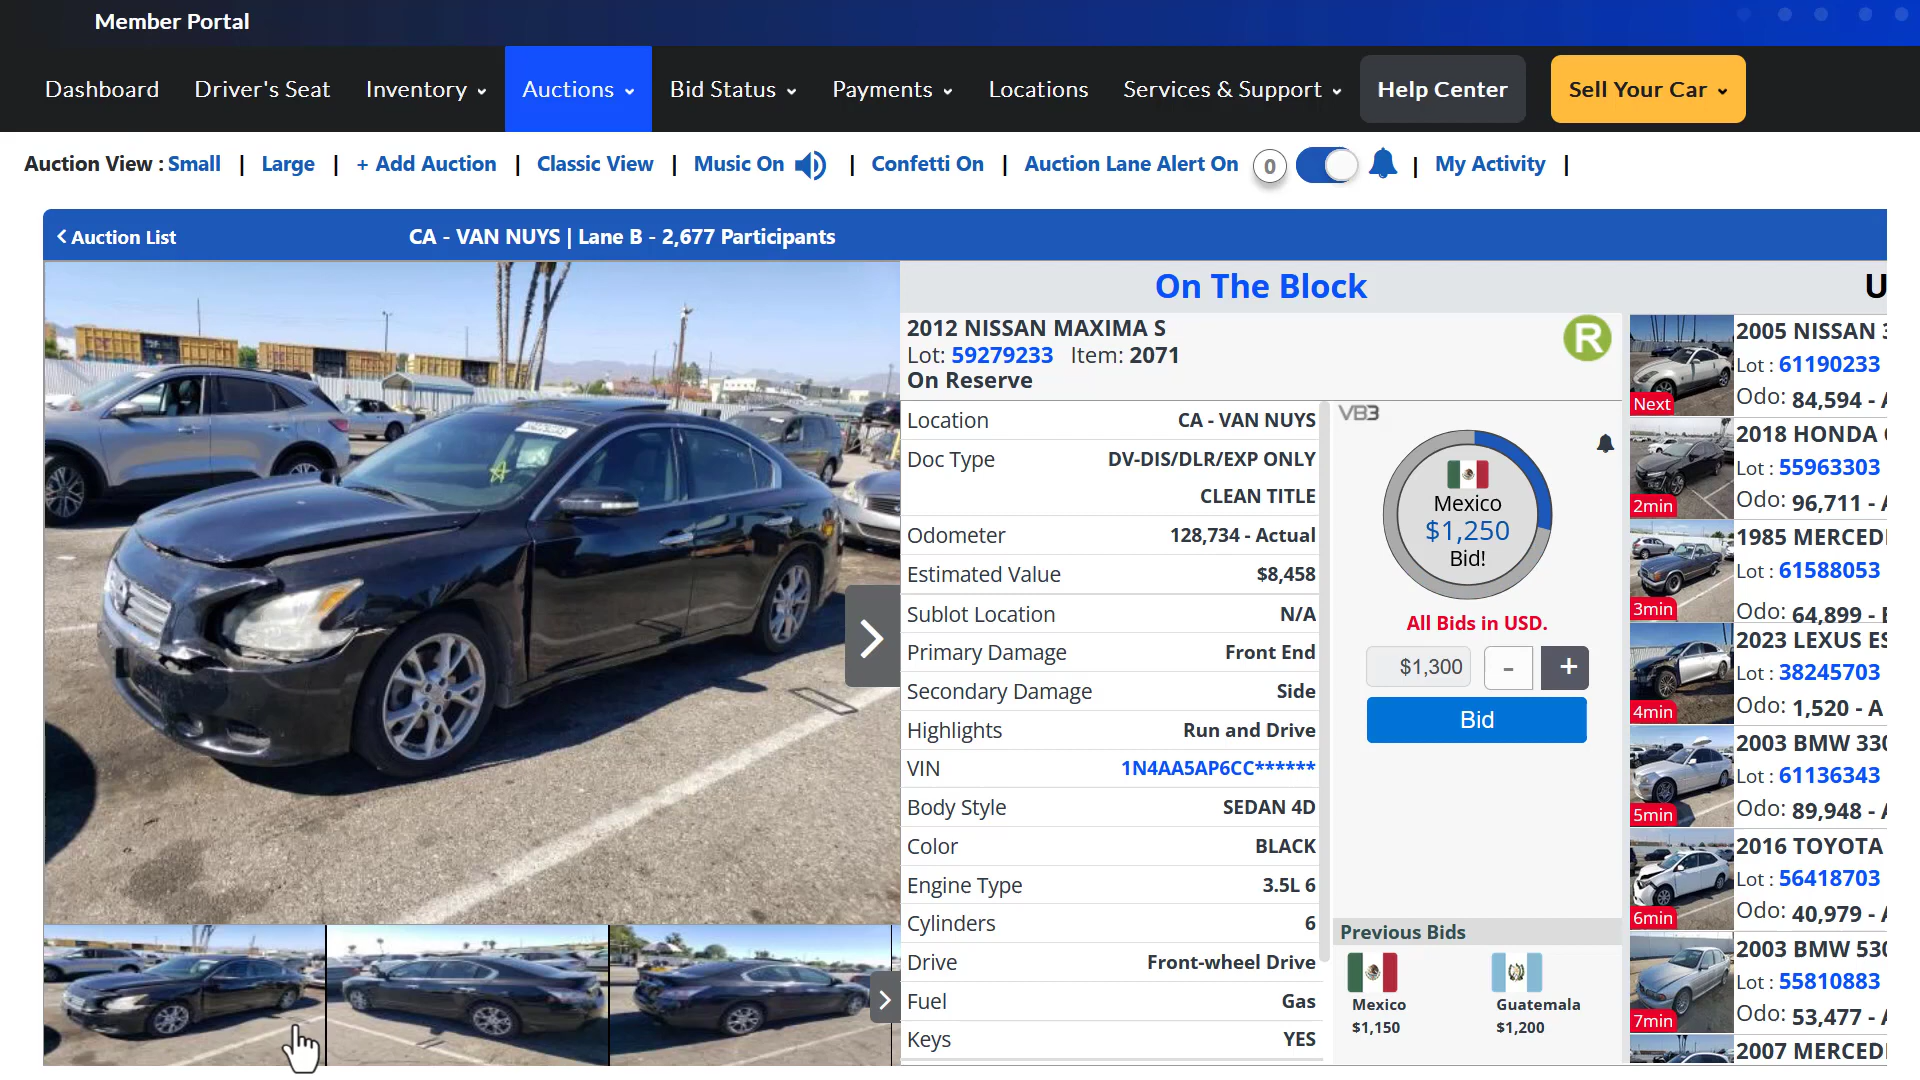 Member Portal
Dashboard
Driver's Seat
Inventory
Auctions
Bid Status
Payments
Locations
Services & Support
Help Center
Sell Your Car
Auction View : Small | Large | + Add Auction | Classic View | Music On | Confetti On | Auction Lane Alert On 0 | My Activity |
Auction List
CA - VAN NUYS | Lane B - 2,677 Participants
On The Block
2012 NISSAN MAXIMA S
Lot: 59279233 Item: 2071
On Reserve
R
Location CA - VAN NUYS
Doc Type DV-DIS/DLR/EXP ONLY
CLEAN TITLE
Odometer 128,734 - Actual
Estimated Value $8,458
Sublot Location N/A
Primary Damage Front End
Secondary Damage Side
Highlights Run and Drive
VIN 1N4AA5AP6CC******
Body Style SEDAN 4D
Color BLACK
Engine Type 3.5L 6
Cylinders 6
Drive Front-wheel Drive
Fuel Gas
Keys YES
VB3
Mexico
$1,250
Bid!
All Bids in USD.
$1,300 - +
Bid
Previous Bids
Mexico
$1,150
Guatemala
$1,200
U
2005 NISSAN
Lot : 61190233
Odo: 84,594 -
Next
2018 HONDA
Lot : 55963303
Odo: 96,711 -
2min
1985 MERCED
Lot : 61588053
Odo: 64,899 -
3min
2023 LEXUS ES
Lot : 38245703
Odo: 1,520 - A
4min
2003 BMW 330
Lot : 61136343
Odo: 89,948 -
5min
2016 TOYOTA
Lot : 56418703
Odo: 40,979 -
6min
2003 BMW 530
Lot : 55810883
Odo: 53,477 -
7min
2007 MERCED